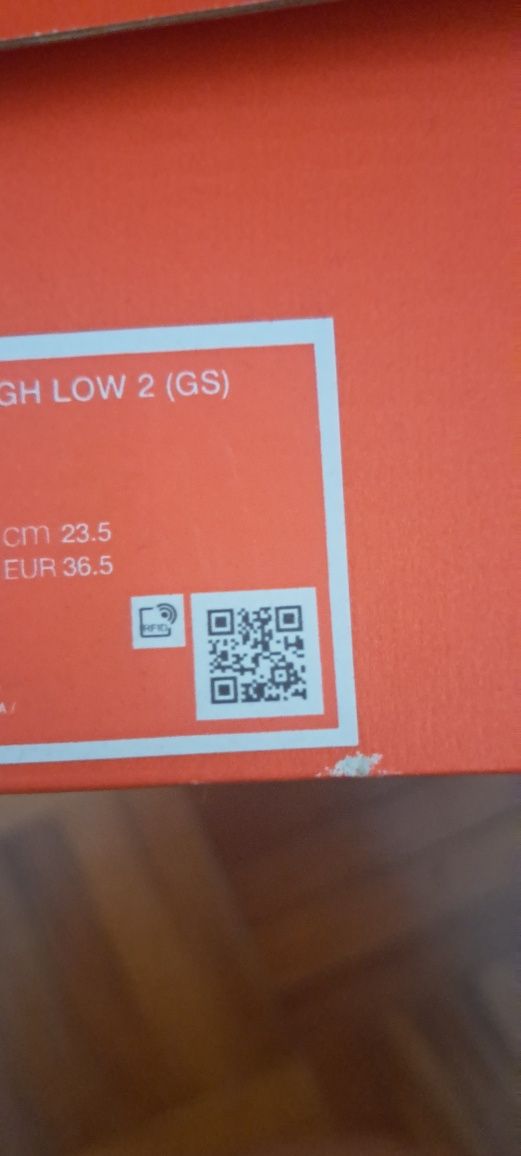 GH LOW 2 (GS)
cm 23.5
EUR 36.5
RFID
A /